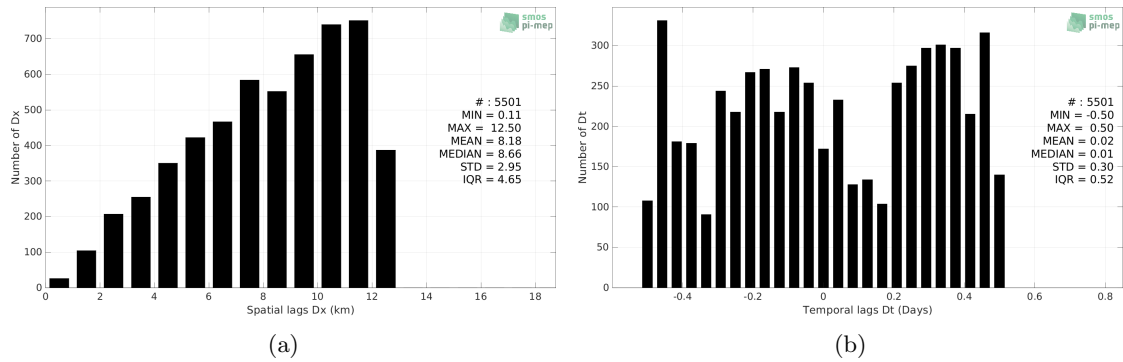 smos
pi-mep
700
600
500
400
300
200
100
0
Number of Dx
# : 5501
MIN = 0.11
MAX = 12.50
MEAN = 8.18
MEDIAN = 8.66
STD = 2.95
IQR = 4.65
0 2 4 6 8 10 12 14 16 18
Spatial lags Dx (km)
(a)
smos
pi-mep
300
250
200
150
100
50
0
Number of Dt
# : 5501
MIN = -0.50
MAX = 0.50
MEAN = 0.02
MEDIAN = 0.01
STD = 0.30
IQR = 0.52
-0.4 -0.2 0 0.2 0.4 0.6 0.8
Temporal lags Dt (Days)
(b)